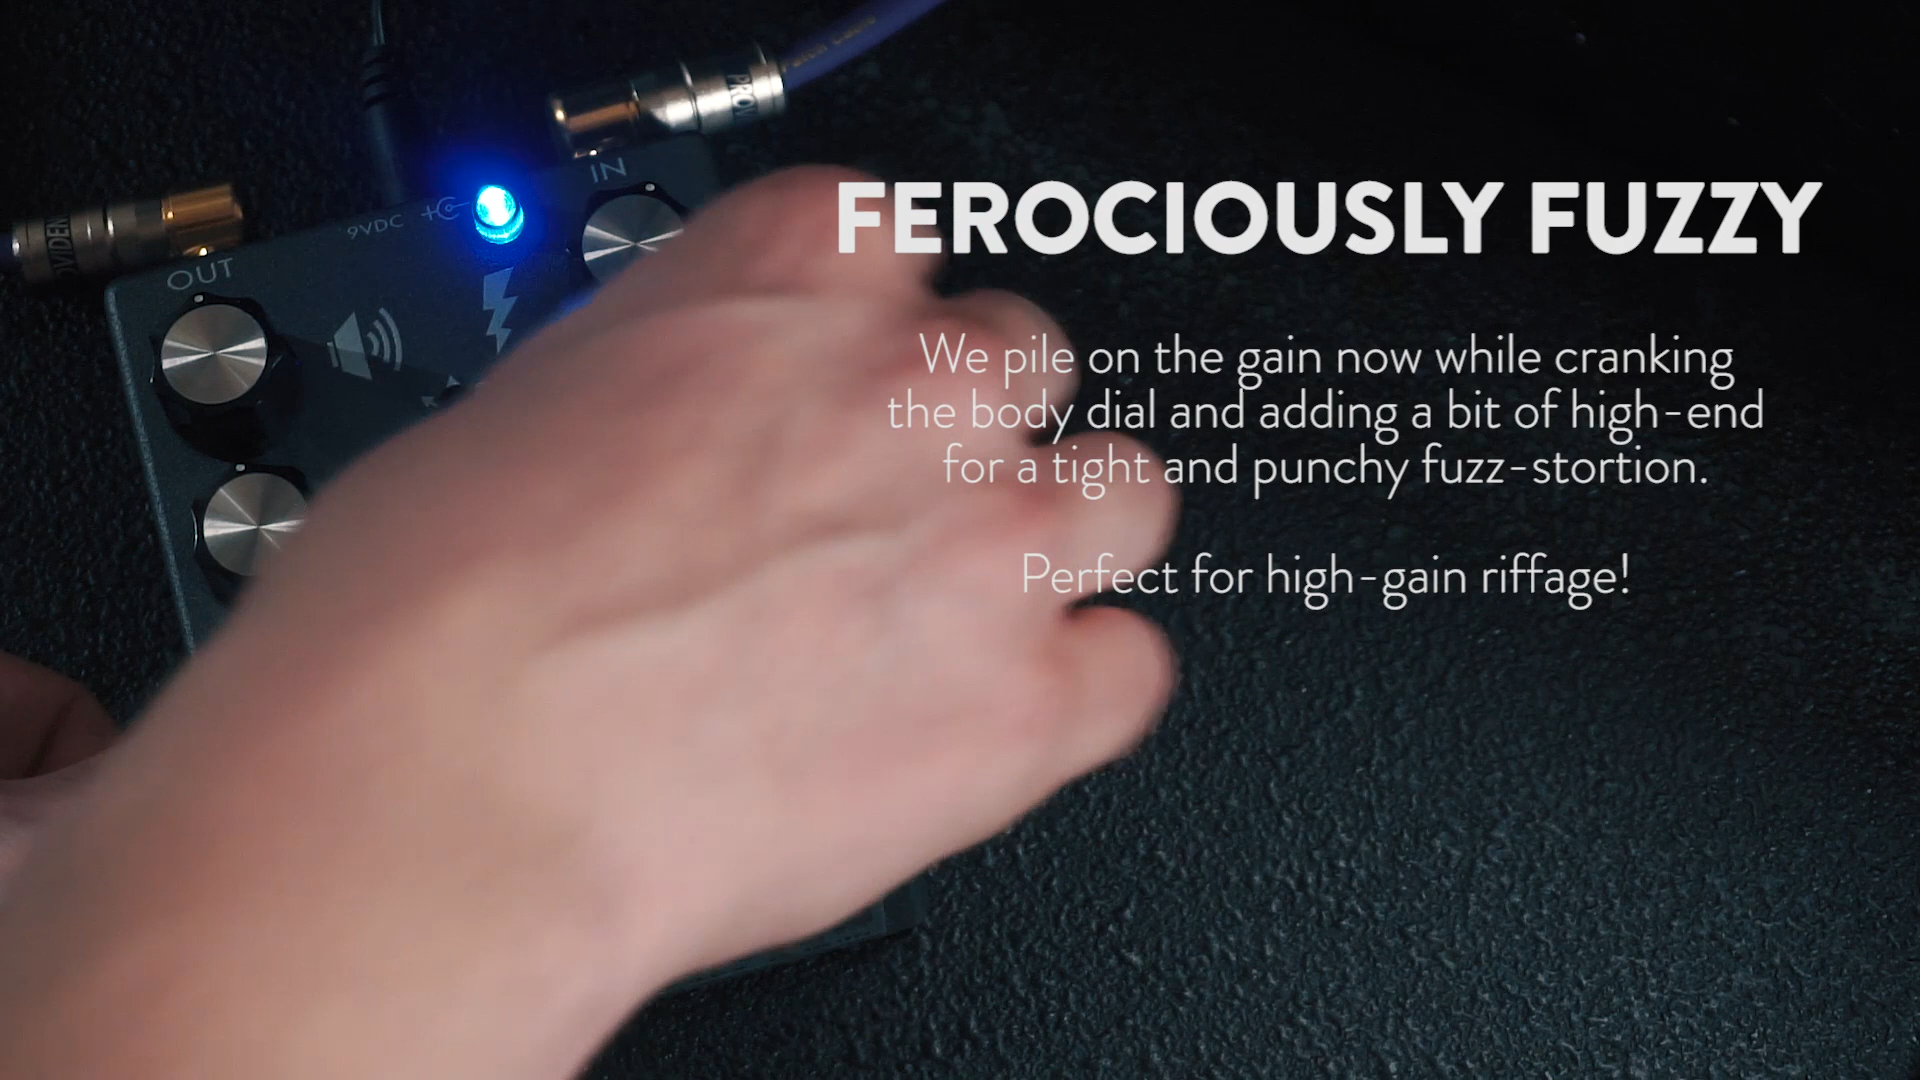 FEROCIOUSLY FUZZY
We pile on the gain now while cranking
the body dial and adding a bit of high-end
for a tight and punchy fuzz-stortion.
Perfect for high-gain riffage!
IN
9VDC
OUT